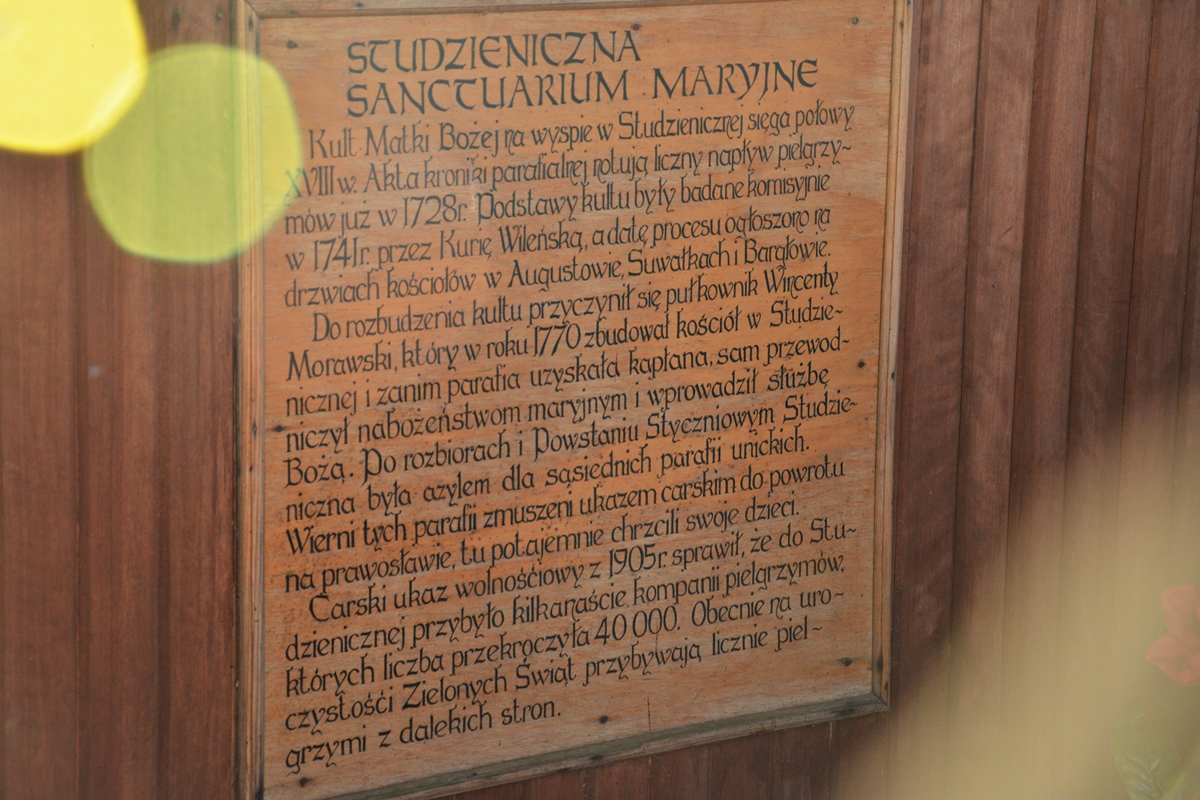 STUDZIENICZNA
SANCTUARIUM MARYJNE
Kult Matki Bożej na wyspie w Studzienicznej sięga połowy
XVIII w. Akta kroniki parafialnej notują liczny napływ pielgrzy-
mów już w 1728r. Podstawy kultu były badane komisyjnie
w 1741r. przez Kurię Wileńską, a datę procesu ogłoszono na
drzwiach kościołów w Augustowie, Suwałkach i Bargłowie.
Do rozbudzenia kultu przyczynił się pułkownik Wincenty
Morawski, który w roku 1770 zbudował kościół w Studzie-
nicznej i zanim parafia uzyskała kapłana, sam przewod-
niczył nabożeństwom maryjnym i wprowadził służbę
Bożą. Po rozbiorach i Powstaniu Styczniowym Studzie-
niczna była azylem dla sąsiednich parafii unickich.
Wierni tych parafii zmuszeni ukazem carskim do powrotu
na prawosławie, tu potajemnie chrzcili swoje dzieci.
Carski ukaz wolnościowy z 1905r. sprawił, że do Stu-
dzienicznej przybyło kilkanaście kompanii pielgrzymów,
których liczba przekroczyła 40 000. Obecnie na uro-
czystości Zielonych Świąt przybywają licznie piel-
grzymi z dalekich stron.